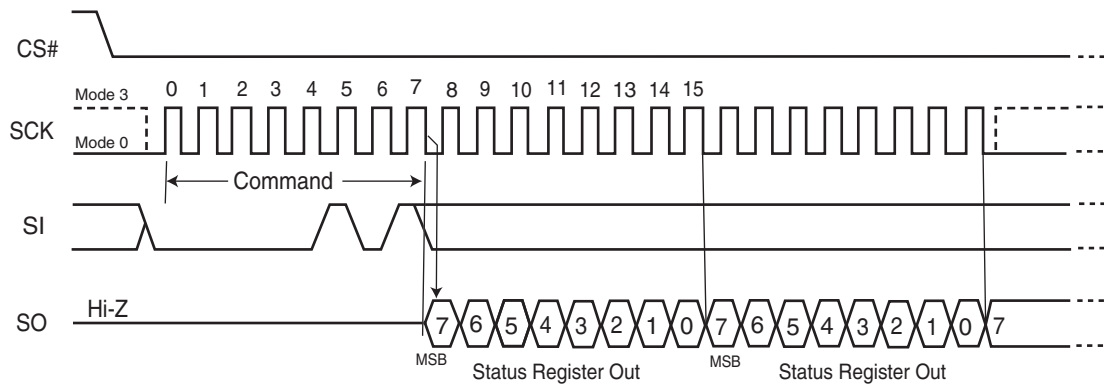 CS#
0 1 2 3 4 5 6 7 8 9 10 11 12 13 14 15
Mode 3
SCK
Mode 0
Command
SI
Hi-Z
SO
7 6 5 4 3 2 1 0 7 6 5 4 3 2 1 0 7
MSB Status Register Out MSB Status Register Out